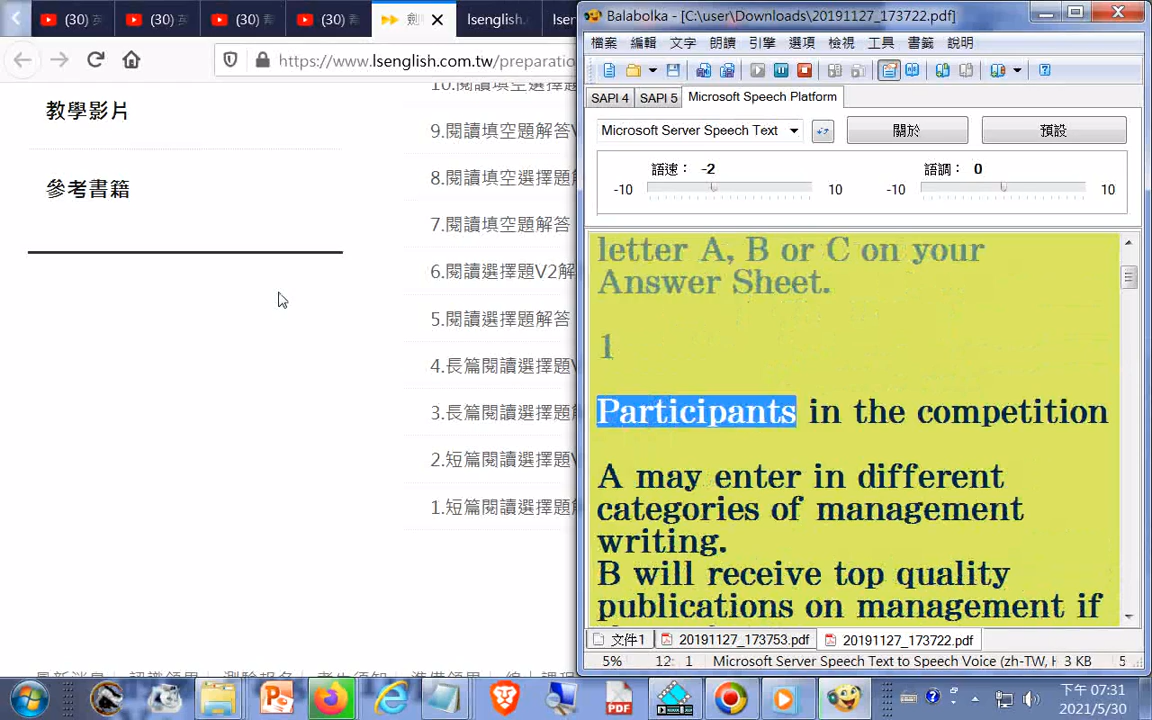 (30)
(30)
(30)
(30)
lsenglish.
lsen
https://www.lsenglish.com.tw/preparatio
教學影片
參考書籍
9.閱讀填空題解答
8.閱讀填空選擇題
7.閱讀填空題解答
6.閱讀選擇題V2解
5.閱讀選擇題解答
4.長篇閱讀選擇題
3.長篇閱讀選擇題
2.短篇閱讀選擇題
1.短篇閱讀選擇題
Balabolka - [C:\user\Downloads\20191127_173722.pdf]
檔案 編輯 文字 朗讀 引擎 選項 檢視 工具 書籤 說明
SAPI 4 SAPI 5 Microsoft Speech Platform
Microsoft Server Speech Text 關於 預設
語速： -2 語調： 0
-10 10 -10 10
letter A, B or C on your
Answer Sheet.
1
Participants in the competition
A may enter in different
categories of management
writing.
B will receive top quality
publications on management if
文件1 20191127_173753.pdf 20191127_173722.pdf
5% 12: 1 Microsoft Server Speech Text to Speech Voice (zh-TW, 3 KB 5
PDF
下午 07:31
2021/5/30